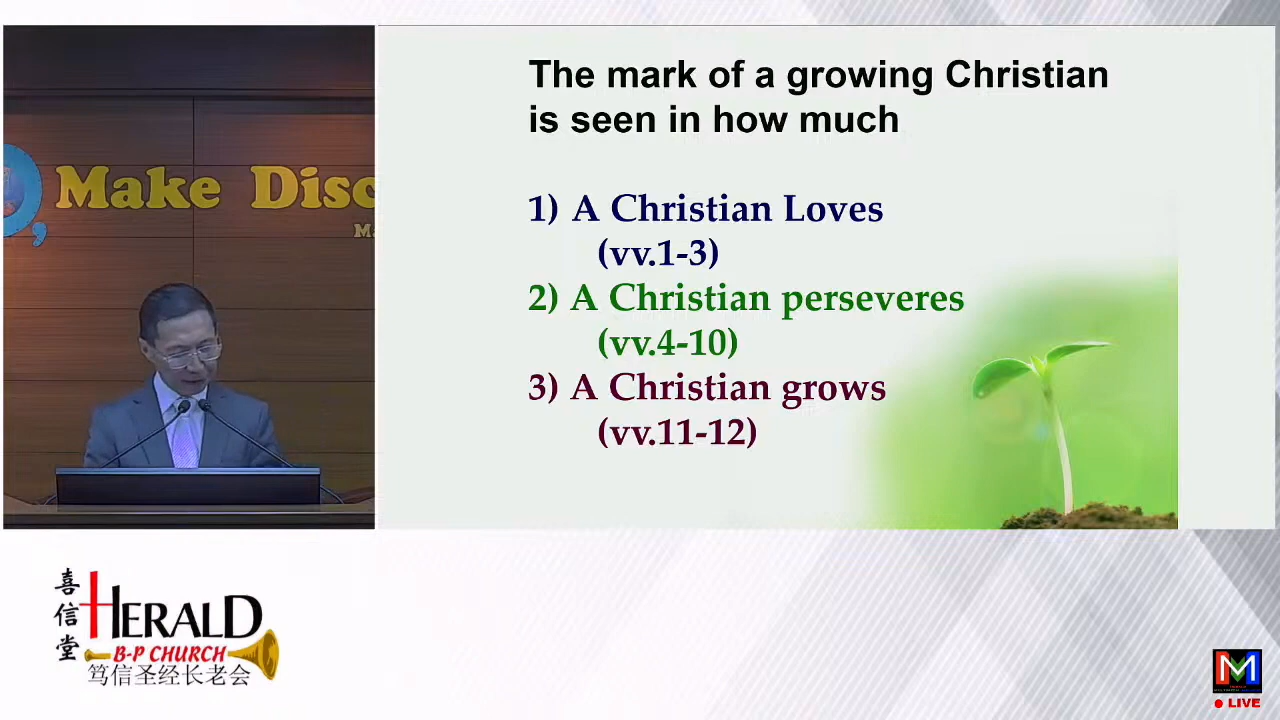 Make Disc
The mark of a growing Christian
is seen in how much
1) A Christian Loves
(vv.1-3)
2) A Christian perseveres
(vv.4-10)
3) A Christian grows
(vv.11-12)
喜信堂
HERALD
B-P CHURCH
笃信圣经长老会
LIVE